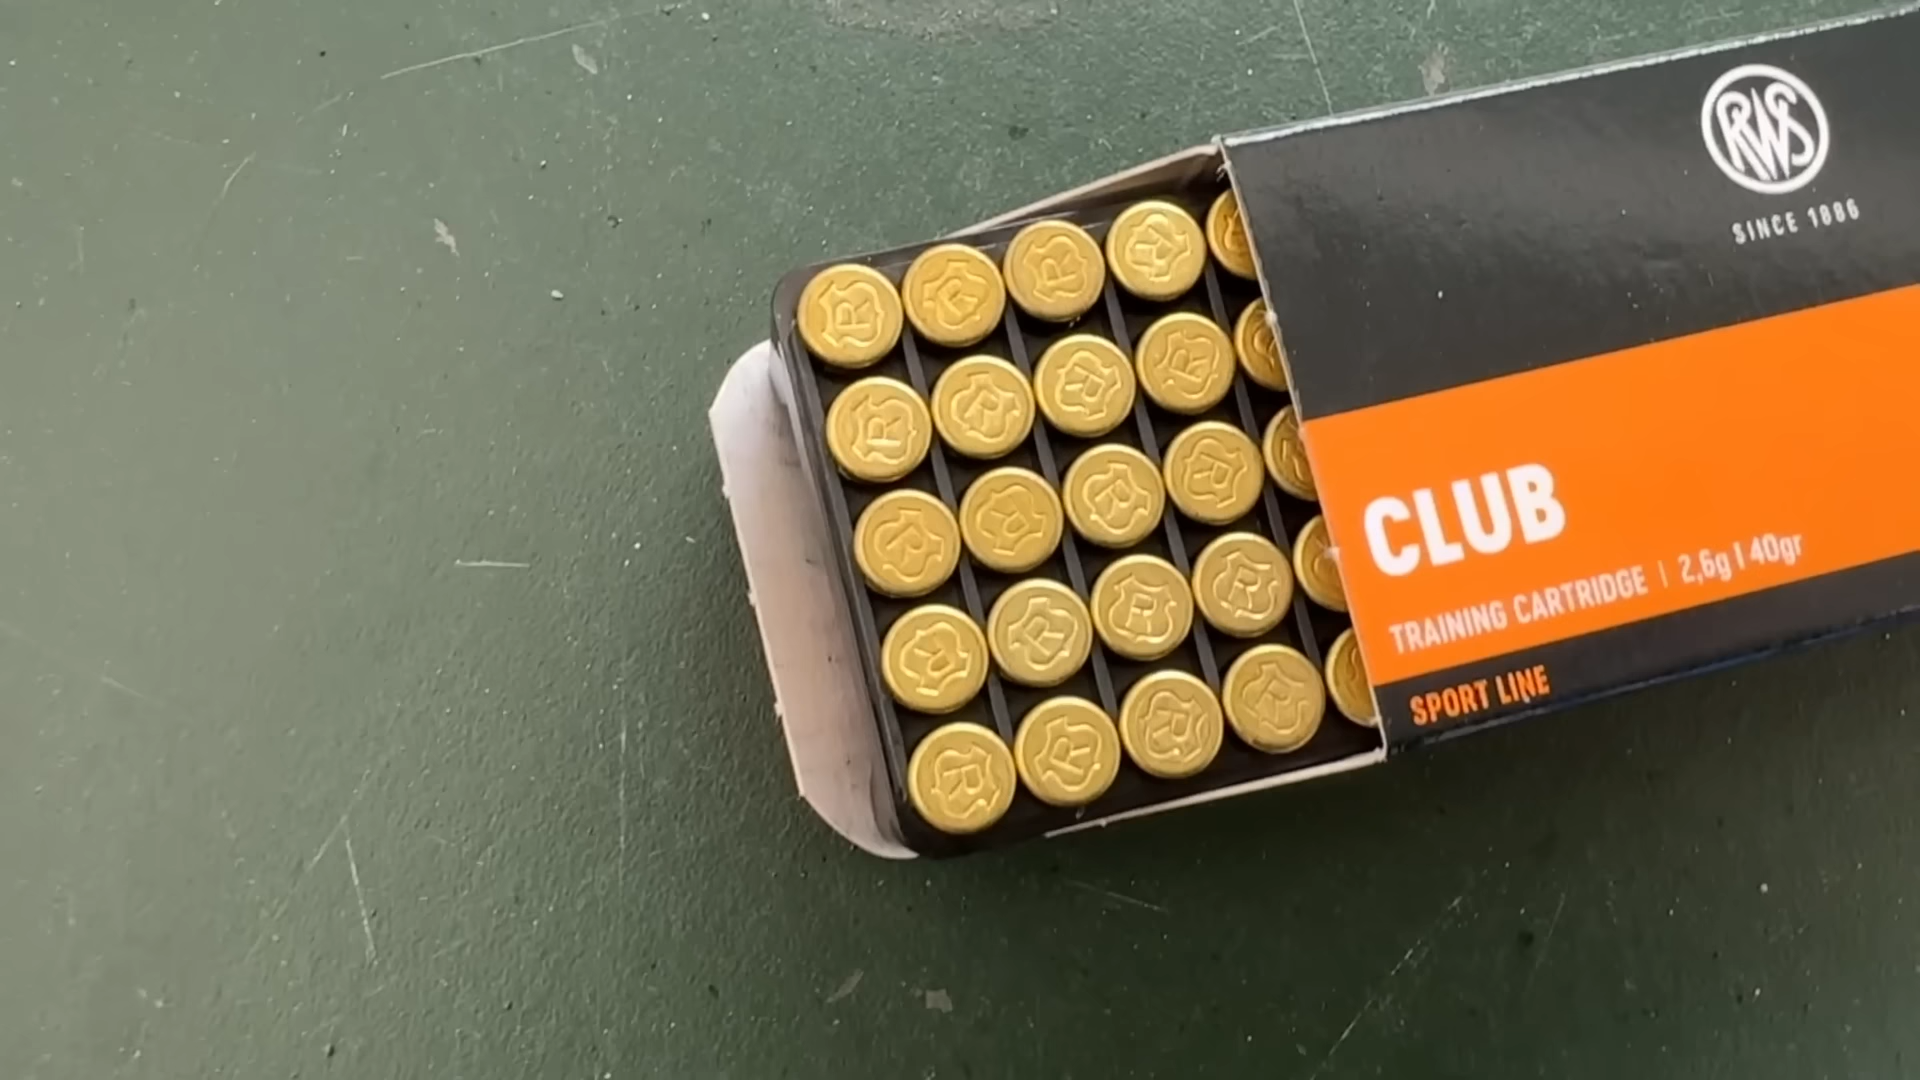 RWS
SINCE 1886
CLUB
TRAINING CARTRIDGE | 2,6g | 40gr
SPORT LINE
R R R R
R R R R
R R R R
R R R R
R R R R